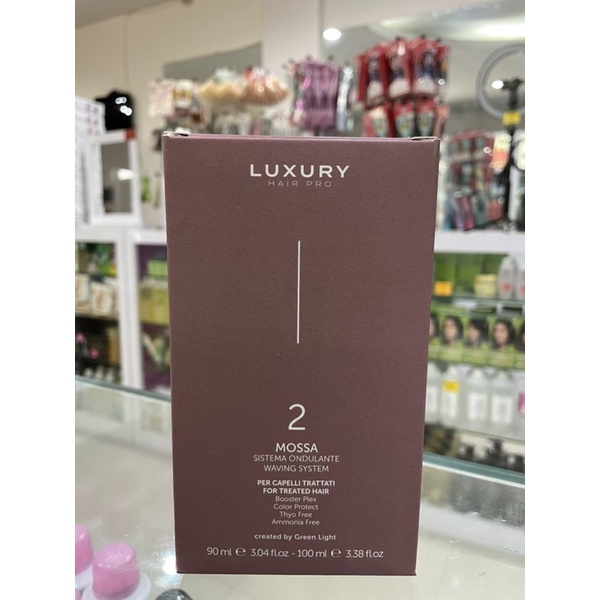 LUXURY
HAIR PRO
2
MOSSA
SISTEMA ONDULANTE
WAVING SYSTEM
PER CAPELLI TRATTATI
FOR TREATED HAIR
Booster Plex
Color Protect
Thyo Free
Ammonia Free
created by Green Light
90 ml ℮ 3.04 fl.oz - 100 ml ℮ 3.38 fl.oz